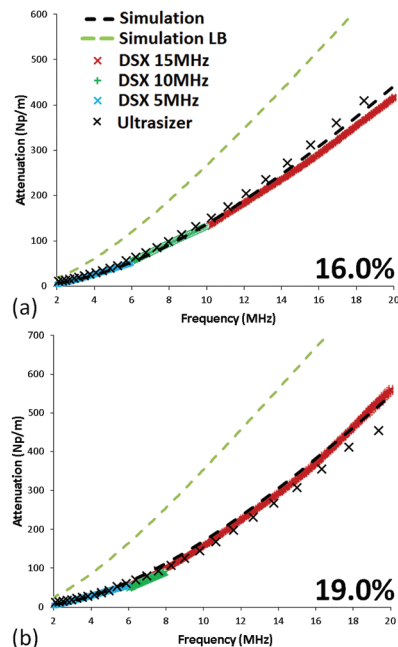 600
500
400
300
200
100
0
Attenuation (Np/m)
Simulation
Simulation LB
DSX 15MHz
DSX 10MHz
DSX 5MHz
Ultrasizer
16.0%
(a)
2 4 6 8 10 12 14 16 18 20
Frequency (MHz)
700
600
500
400
300
200
100
0
Attenuation (Np/m)
19.0%
2 4 6 8 10 12 14 16 18 20
(b)
Frequency (MHz)